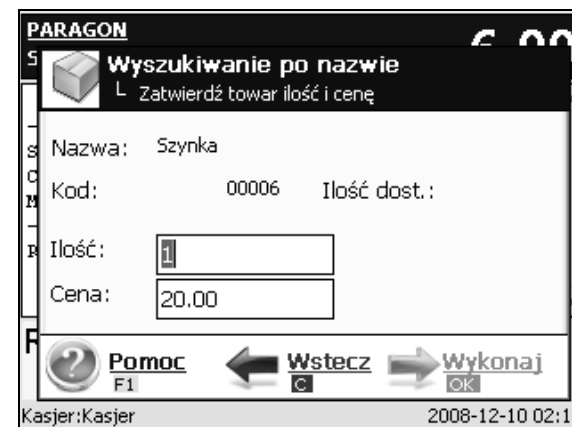 PARAGON
Wyszukiwanie po nazwie
Zatwierdź towar ilość i cenę
Nazwa: Szynka
Kod: 00006 Ilość dost.:
Ilość: 1
Cena: 20.00
Pomoc Wstecz Wykonaj
F1 C OK
Kasjer:Kasjer 2008-12-10 02:1